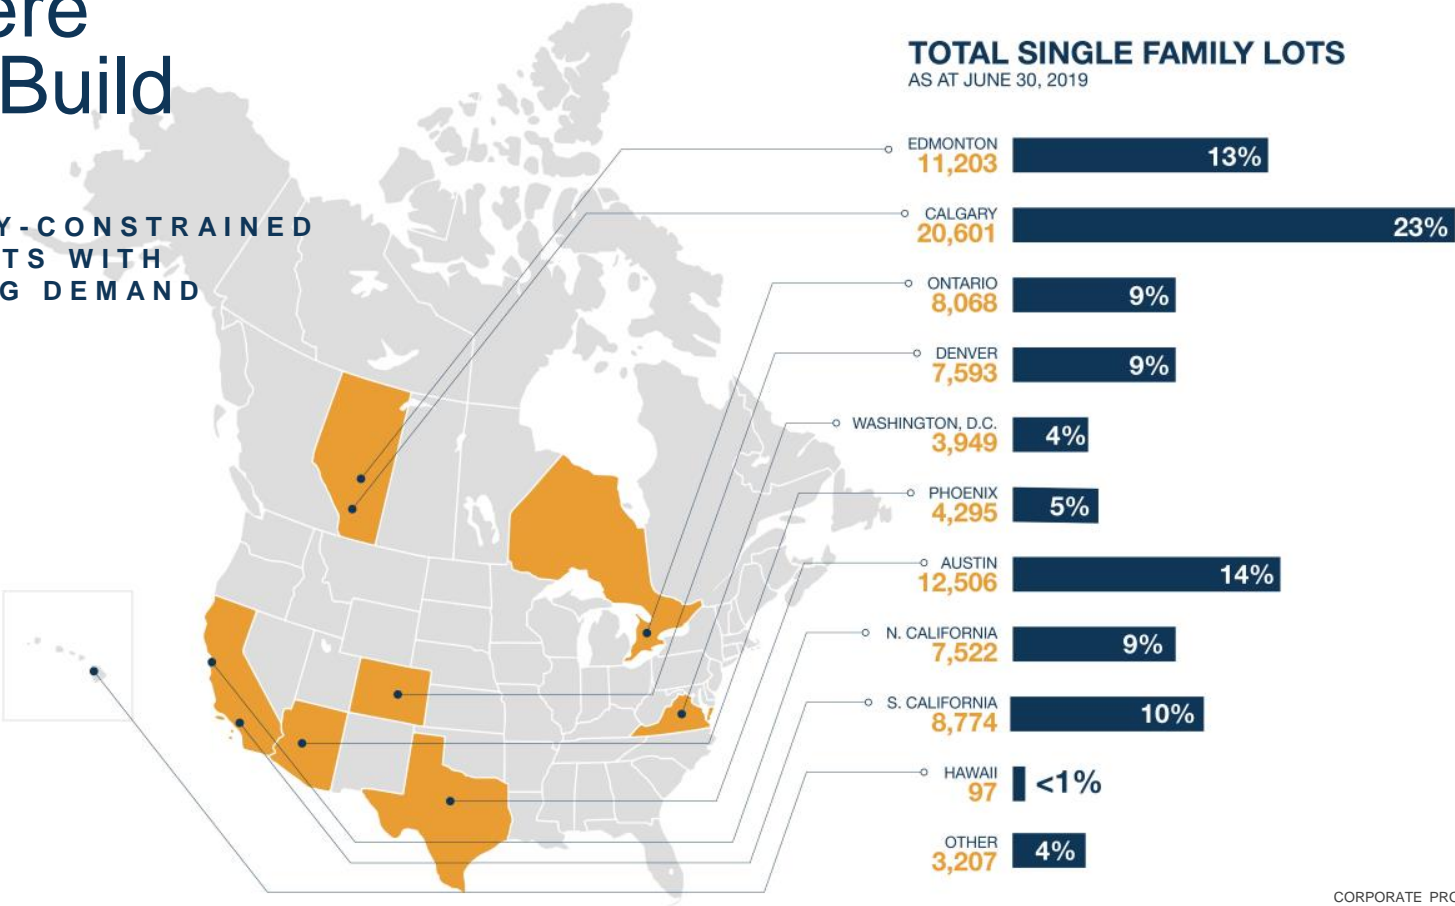 ere
Build
Y-CONSTRAINED
TS WITH
G DEMAND
TOTAL SINGLE FAMILY LOTS
AS AT JUNE 30, 2019
EDMONTON
11,203
13%
CALGARY
20,601
23%
ONTARIO
8,068
9%
DENVER
7,593
9%
WASHINGTON, D.C.
3,949
4%
PHOENIX
4,295
5%
AUSTIN
12,506
14%
N. CALIFORNIA
7,522
9%
S. CALIFORNIA
8,774
10%
HAWAII
97
<1%
OTHER
3,207
4%
CORPORATE PRO